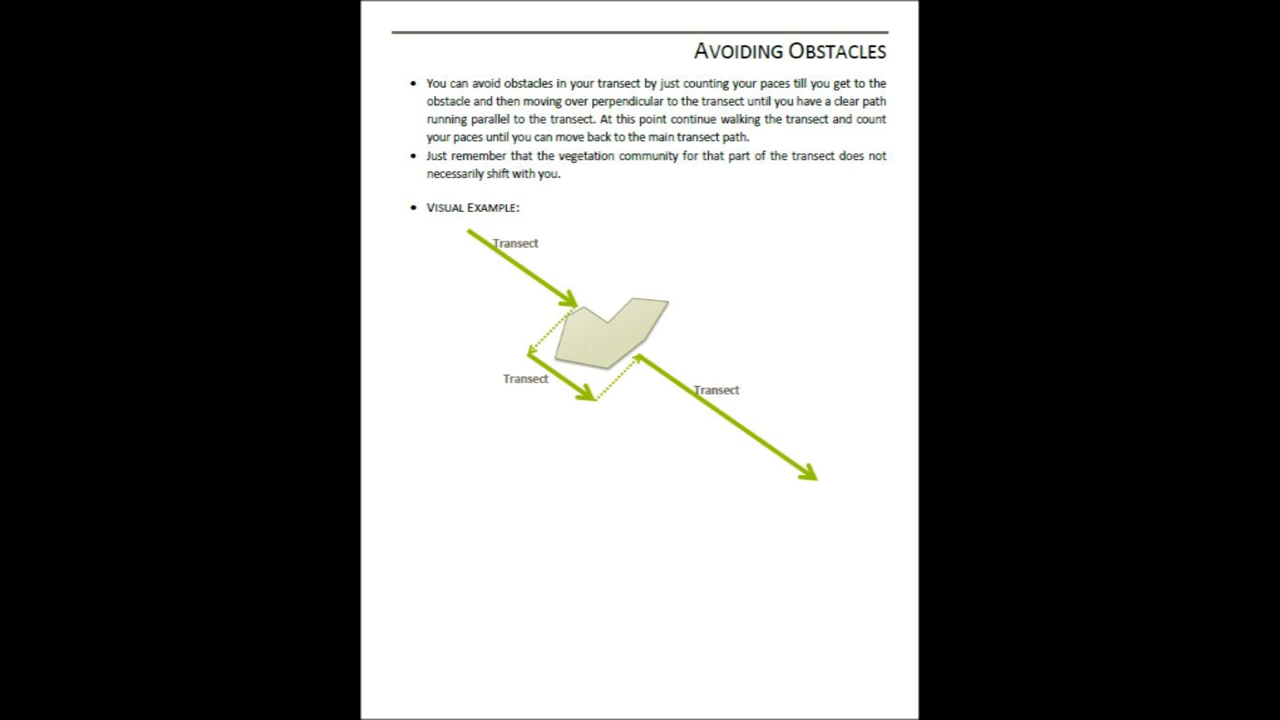 AVOIDING OBSTACLES
• You can avoid obstacles in your transect by just counting your paces till you get to the
obstacle and then moving over perpendicular to the transect until you have a clear path
running parallel to the transect. At this point continue walking the transect and count
your paces until you can move back to the main transect path.
• Just remember that the vegetation community for that part of the transect does not
necessarily shift with you.
• VISUAL EXAMPLE:
Transect
Transect
Transect